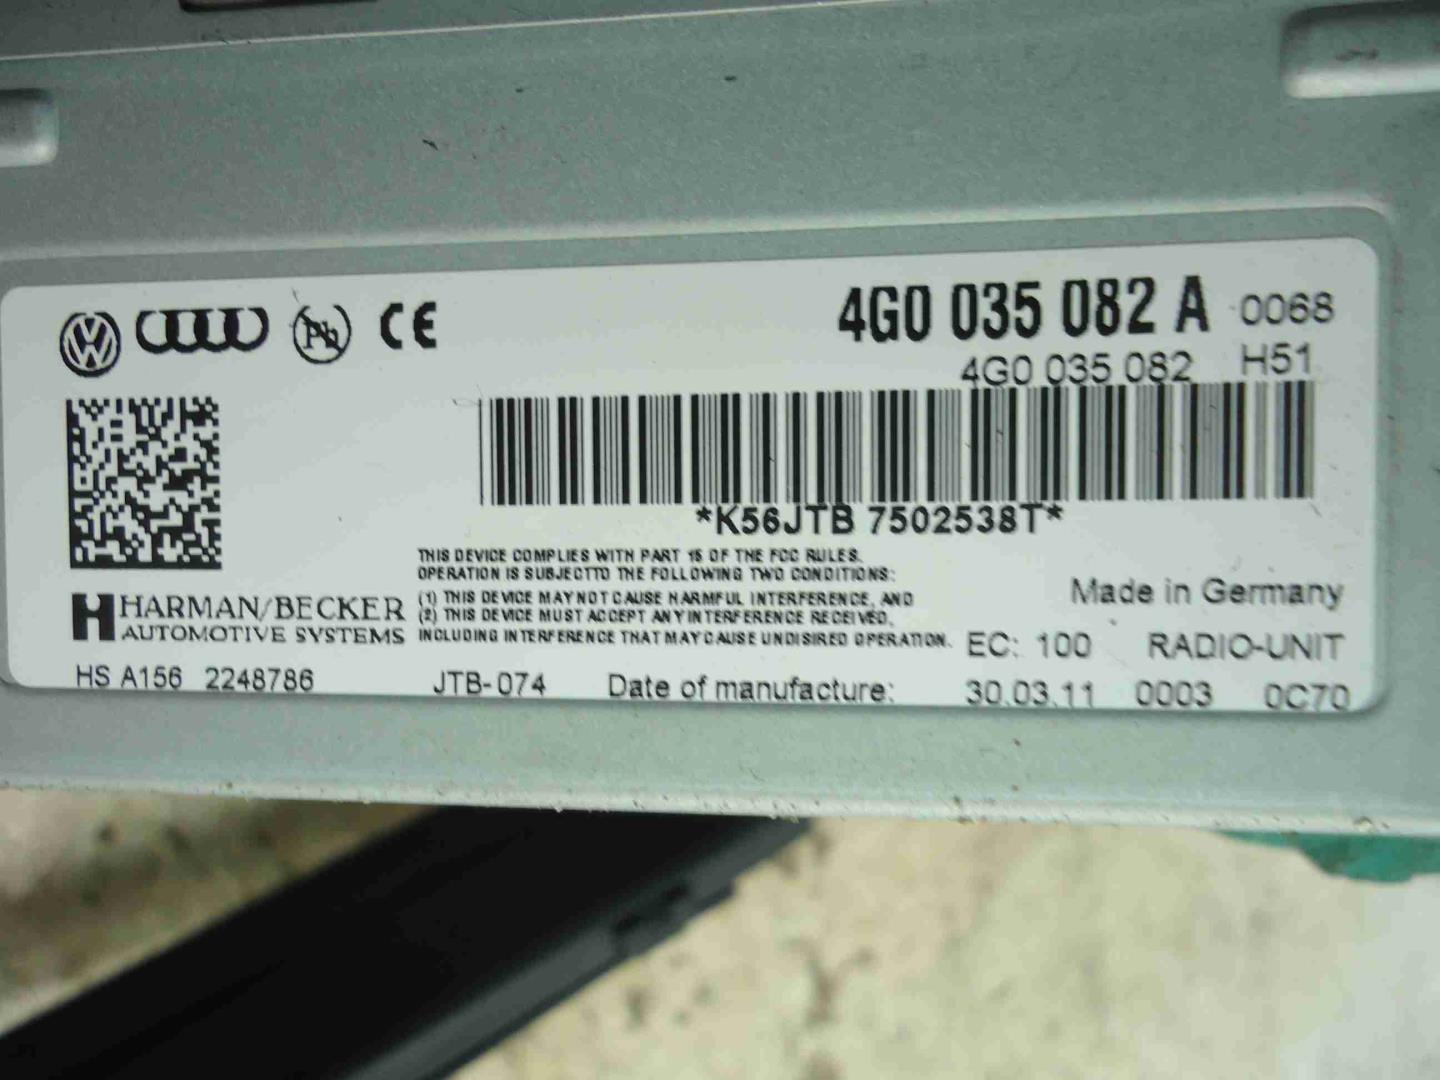 Pb CE
4G0 035 082 A 0068
4G0 035 082 H51
*K56JTB 7502538T*
THIS DEVICE COMPLIES WITH PART 15 OF THE FCC RULES.
OPERATION IS SUBJECTTO THE FOLLOWING TWO CONDITIONS:
(1) THIS DEVICE MAY NOT CAUSE HARMFUL INTERFERENCE, AND
(2) THIS DEVICE MUST ACCEPT ANY INTERFERENCE RECEIVED,
INCLUDING INTERFERENCE THAT MAY CAUSE UNDISIRED OPERATION.
HARMAN/BECKER
AUTOMOTIVE SYSTEMS
Made in Germany
EC: 100 RADIO-UNIT
HS A156 2248786 JTB-074 Date of manufacture: 30.03.11 0003 0C70